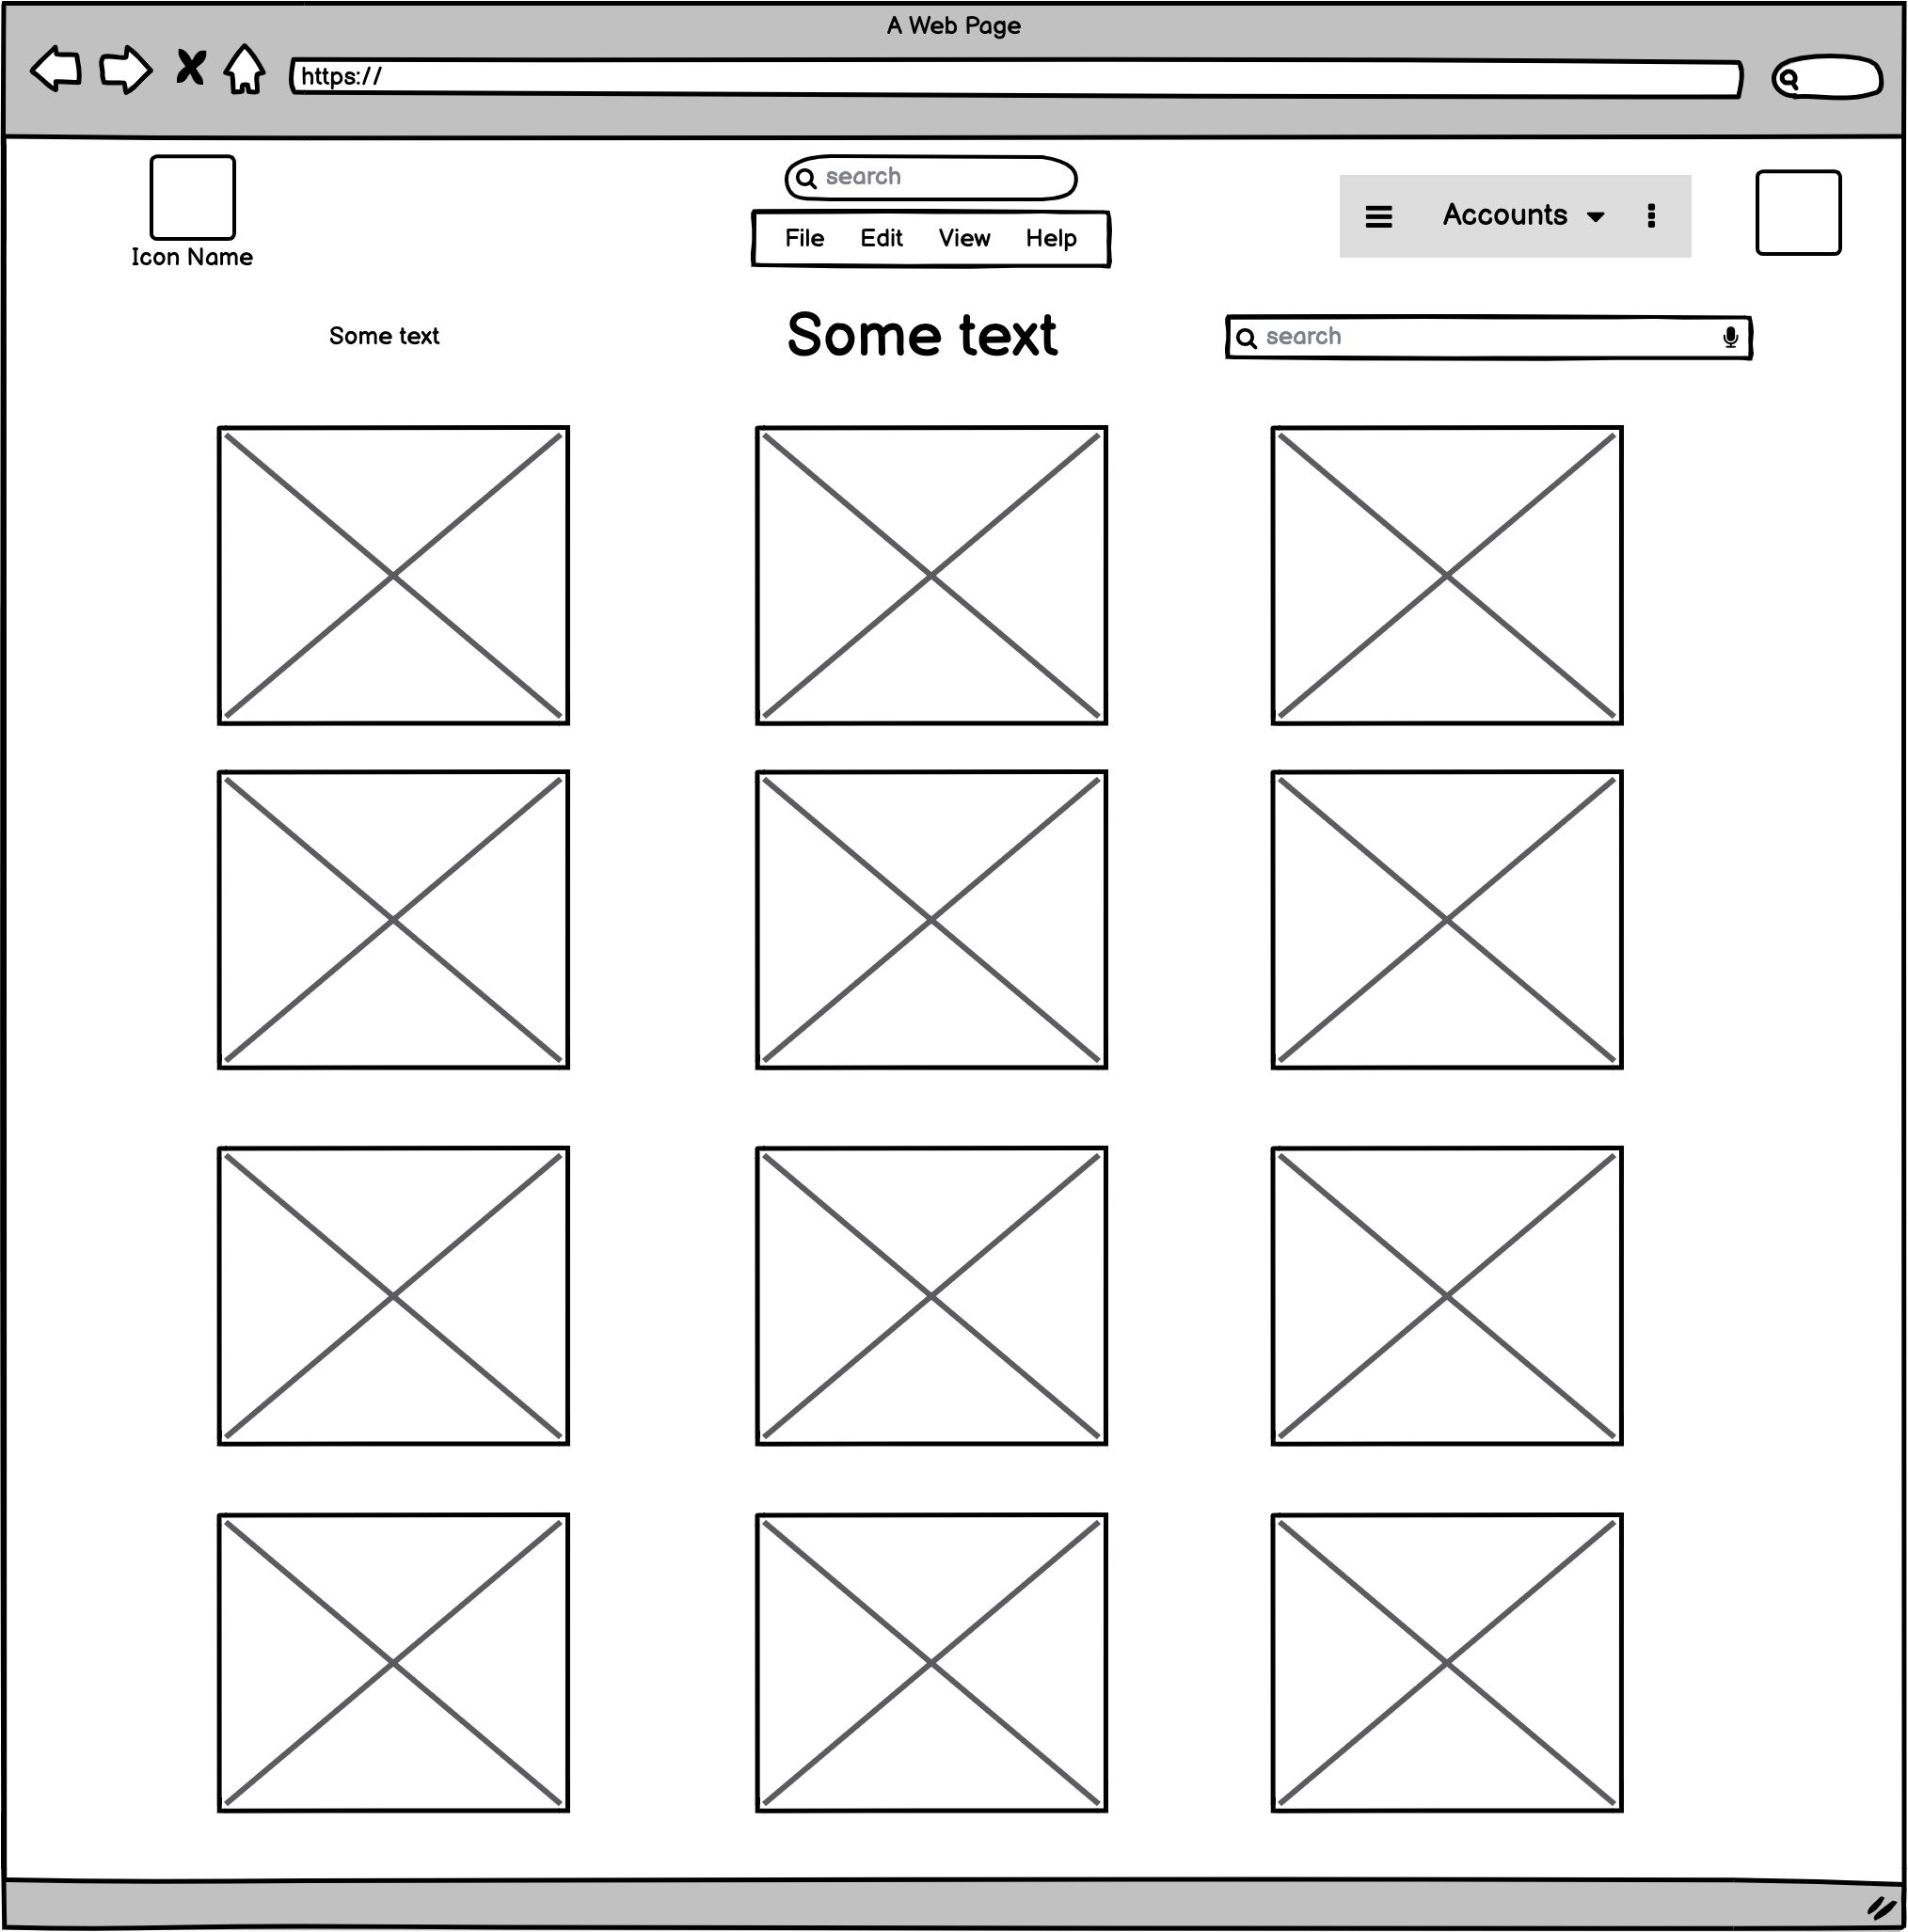 A Web Page
https://
search
File Edit View Help
Accounts
Icon Name
Some text
Some text
search